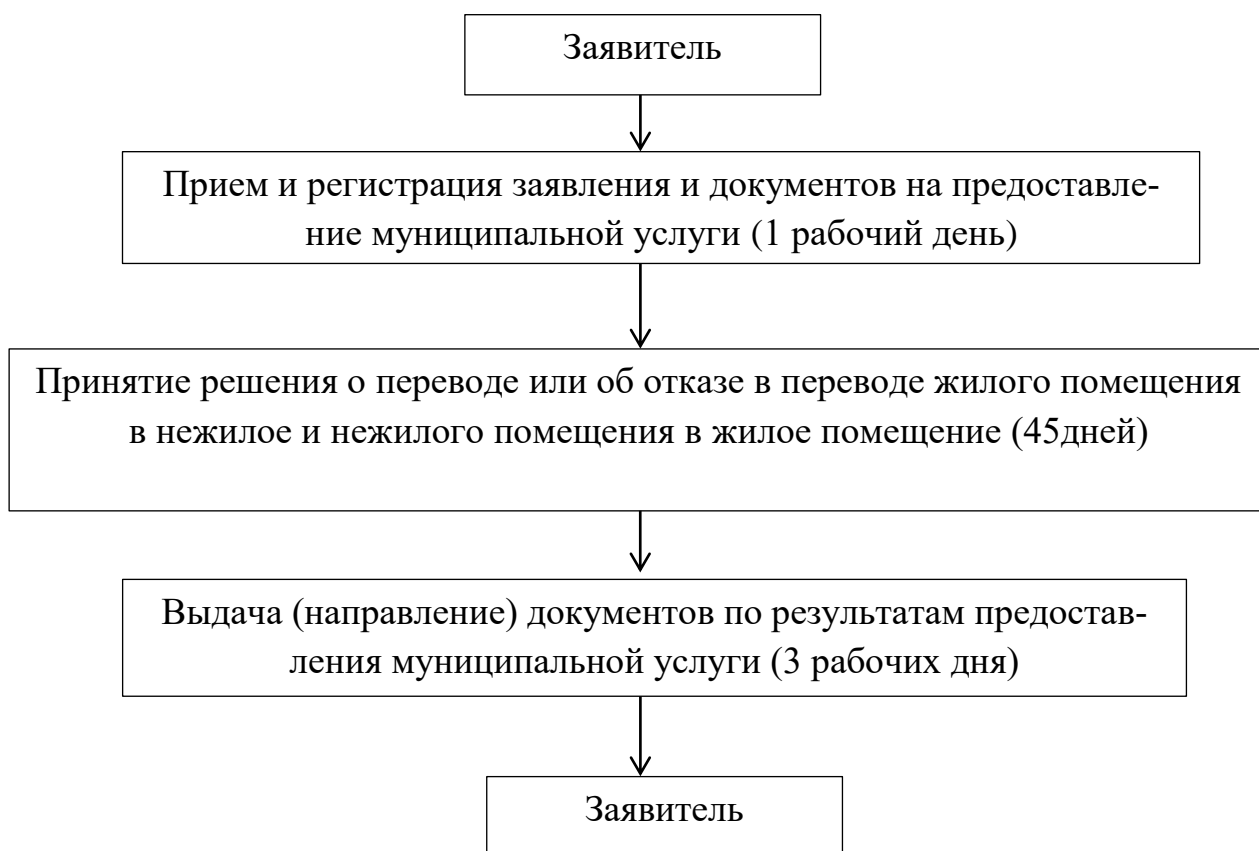 Заявитель
Прием и регистрация заявления и документов на предоставле-
ние муниципальной услуги (1 рабочий день)
Принятие решения о переводе или об отказе в переводе жилого помещения
в нежилое и нежилого помещения в жилое помещение (45дней)
Выдача (направление) документов по результатам предостав-
ления муниципальной услуги (3 рабочих дня)
Заявитель